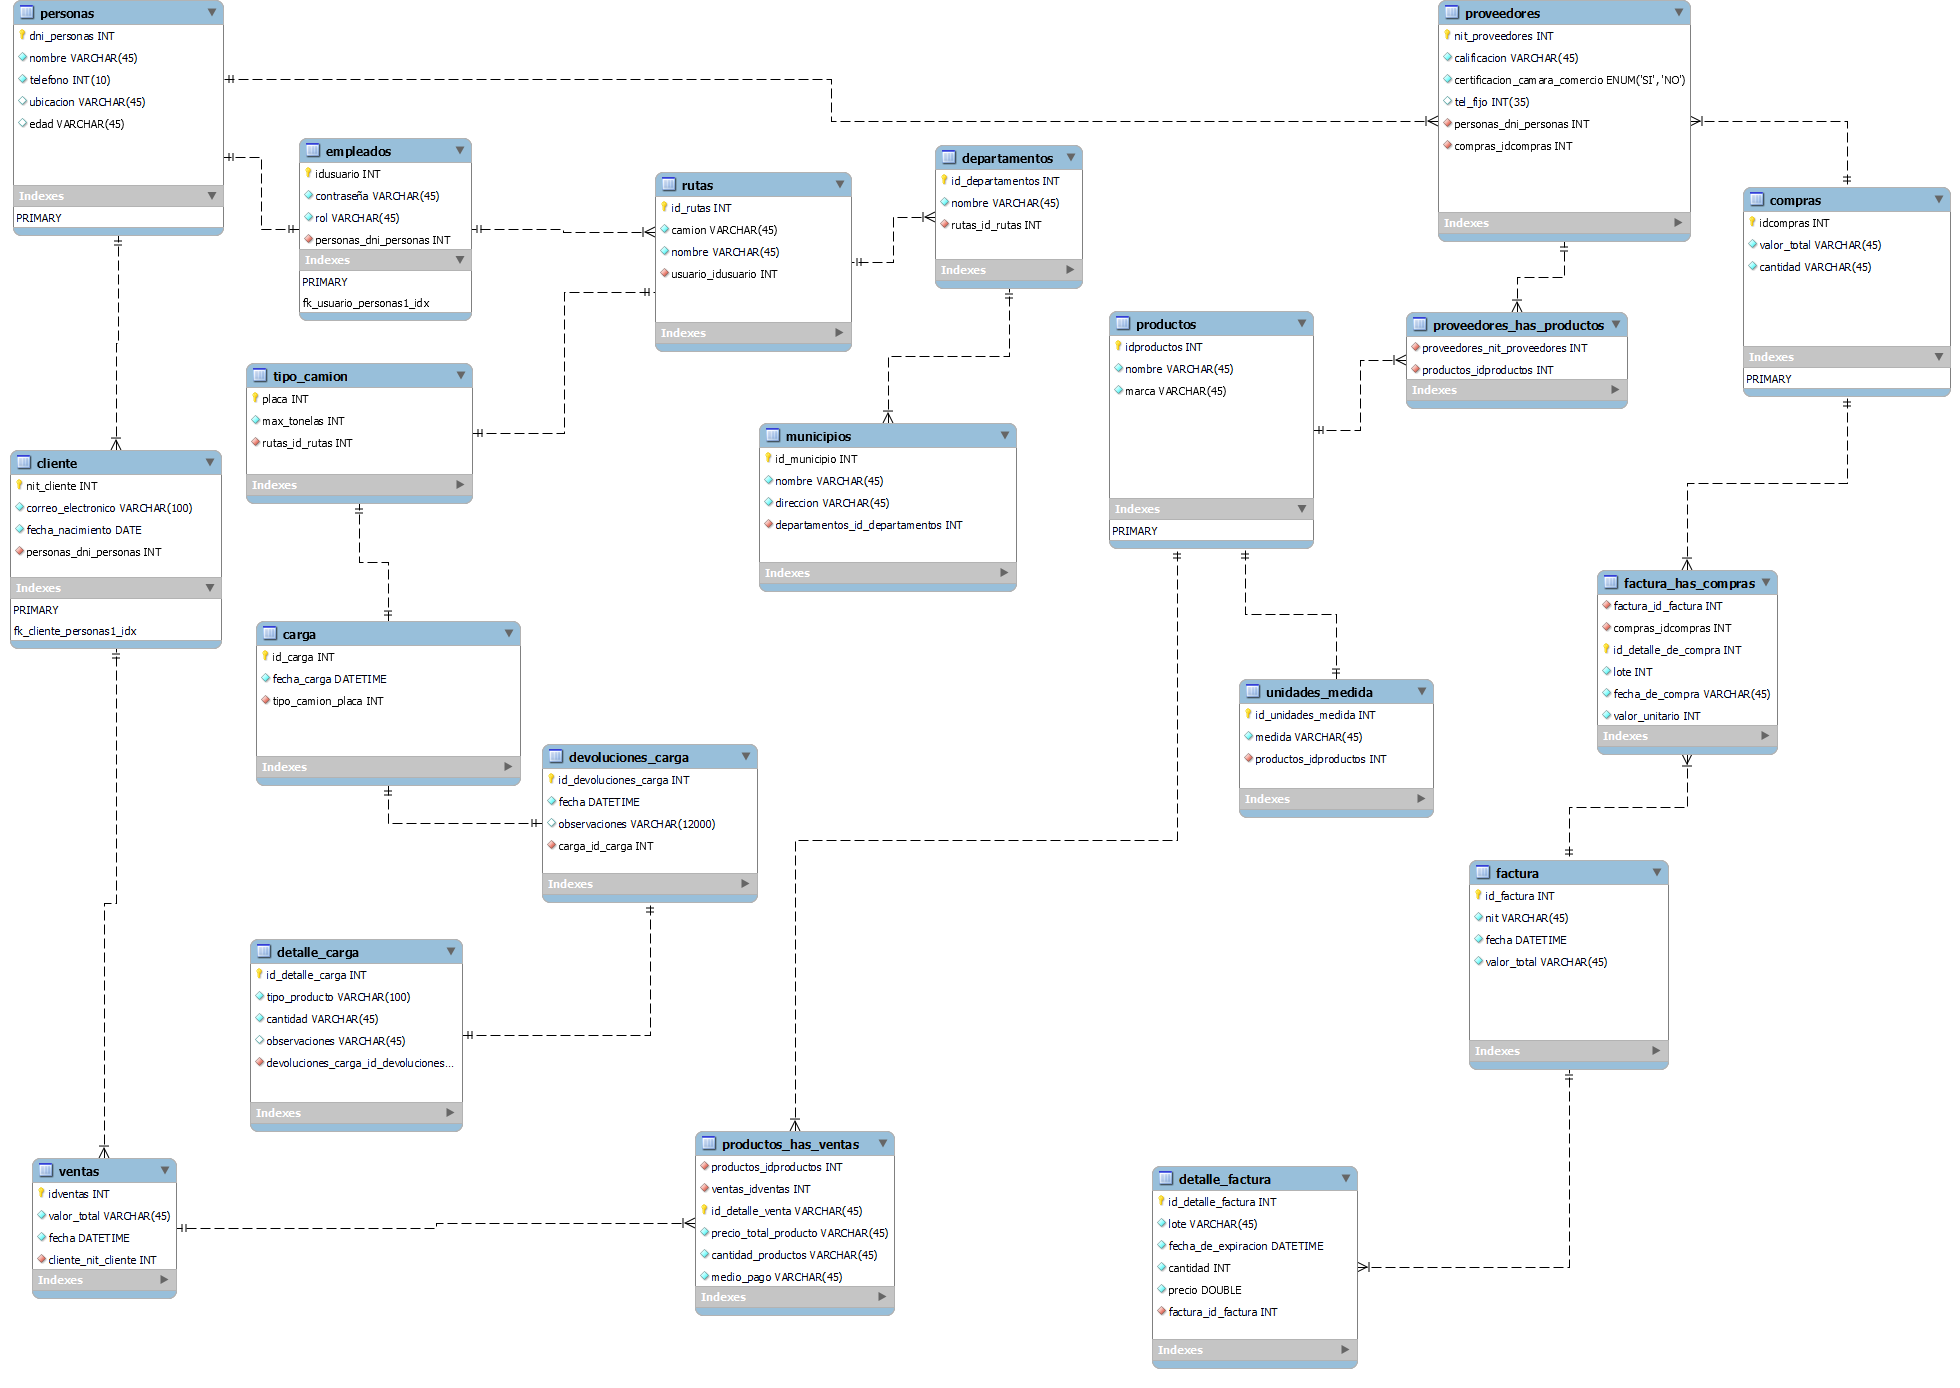 personas
dni_personas INT
nombre VARCHAR(45)
telefono INT(10)
ubicacion VARCHAR(45)
edad VARCHAR(45)
Indexes
PRIMARY
empleados
idusuario INT
contraseña VARCHAR(45)
rol VARCHAR(45)
personas_dni_personas INT
Indexes
PRIMARY
fk_usuario_personas1_idx
rutas
id_rutas INT
camion VARCHAR(45)
nombre VARCHAR(45)
usuario_idusuario INT
Indexes
departamentos
id_departamentos INT
nombre VARCHAR(45)
rutas_id_rutas INT
Indexes
proveedores
nit_proveedores INT
calificacion VARCHAR(45)
certificacion_camara_comercio ENUM('SI','NO')
tel_fijo INT(35)
personas_dni_personas INT
compras_idcompras INT
Indexes
compras
idcompras INT
valor_total VARCHAR(45)
cantidad VARCHAR(45)
Indexes
PRIMARY
productos
idproductos INT
nombre VARCHAR(45)
marca VARCHAR(45)
Indexes
PRIMARY
proveedores_has_productos
proveedores_nit_proveedores INT
productos_idproductos INT
Indexes
tipo_camion
placa INT
max_tonelas INT
rutas_id_rutas INT
Indexes
municipios
id_municipio INT
nombre VARCHAR(45)
direccion VARCHAR(45)
departamentos_id_departamentos INT
Indexes
cliente
nit_cliente INT
correo_electronico VARCHAR(100)
fecha_nacimiento DATE
personas_dni_personas INT
Indexes
PRIMARY
fk_cliente_personas1_idx
carga
id_carga INT
fecha_carga DATETIME
tipo_camion_placa INT
Indexes
factura_has_compras
factura_id_factura INT
compras_idcompras INT
id_detalle_de_compra INT
lote INT
fecha_de_compra VARCHAR(45)
valor_unitario INT
Indexes
unidades_medida
id_unidades_medida INT
medida VARCHAR(45)
productos_idproductos INT
Indexes
devoluciones_carga
id_devoluciones_carga INT
fecha DATETIME
observaciones VARCHAR(12000)
carga_id_carga INT
Indexes
factura
id_factura INT
nit VARCHAR(45)
fecha DATETIME
valor_total VARCHAR(45)
Indexes
detalle_carga
id_detalle_carga INT
tipo_producto VARCHAR(100)
cantidad VARCHAR(45)
observaciones VARCHAR(45)
devoluciones_carga_id_devoluciones...
Indexes
ventas
idventas INT
valor_total VARCHAR(45)
fecha DATETIME
cliente_nit_cliente INT
Indexes
productos_has_ventas
productos_idproductos INT
ventas_idventas INT
id_detalle_venta VARCHAR(45)
precio_total_producto VARCHAR(45)
cantidad_productos VARCHAR(45)
medio_pago VARCHAR(45)
Indexes
detalle_factura
id_detalle_factura INT
lote VARCHAR(45)
fecha_de_expiracion DATETIME
cantidad INT
precio DOUBLE
factura_id_factura INT
Indexes